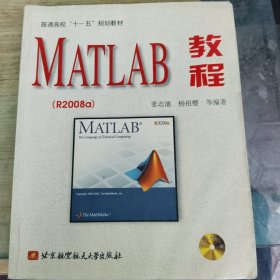 普通高校“十一五”规划教材
MATLAB 教程
(R2008a)
张志涌 杨祖樱 等编著
MATLAB®
R2008a
The Language of Technical Computing
The MathWorks
北京航空航天大学出版社